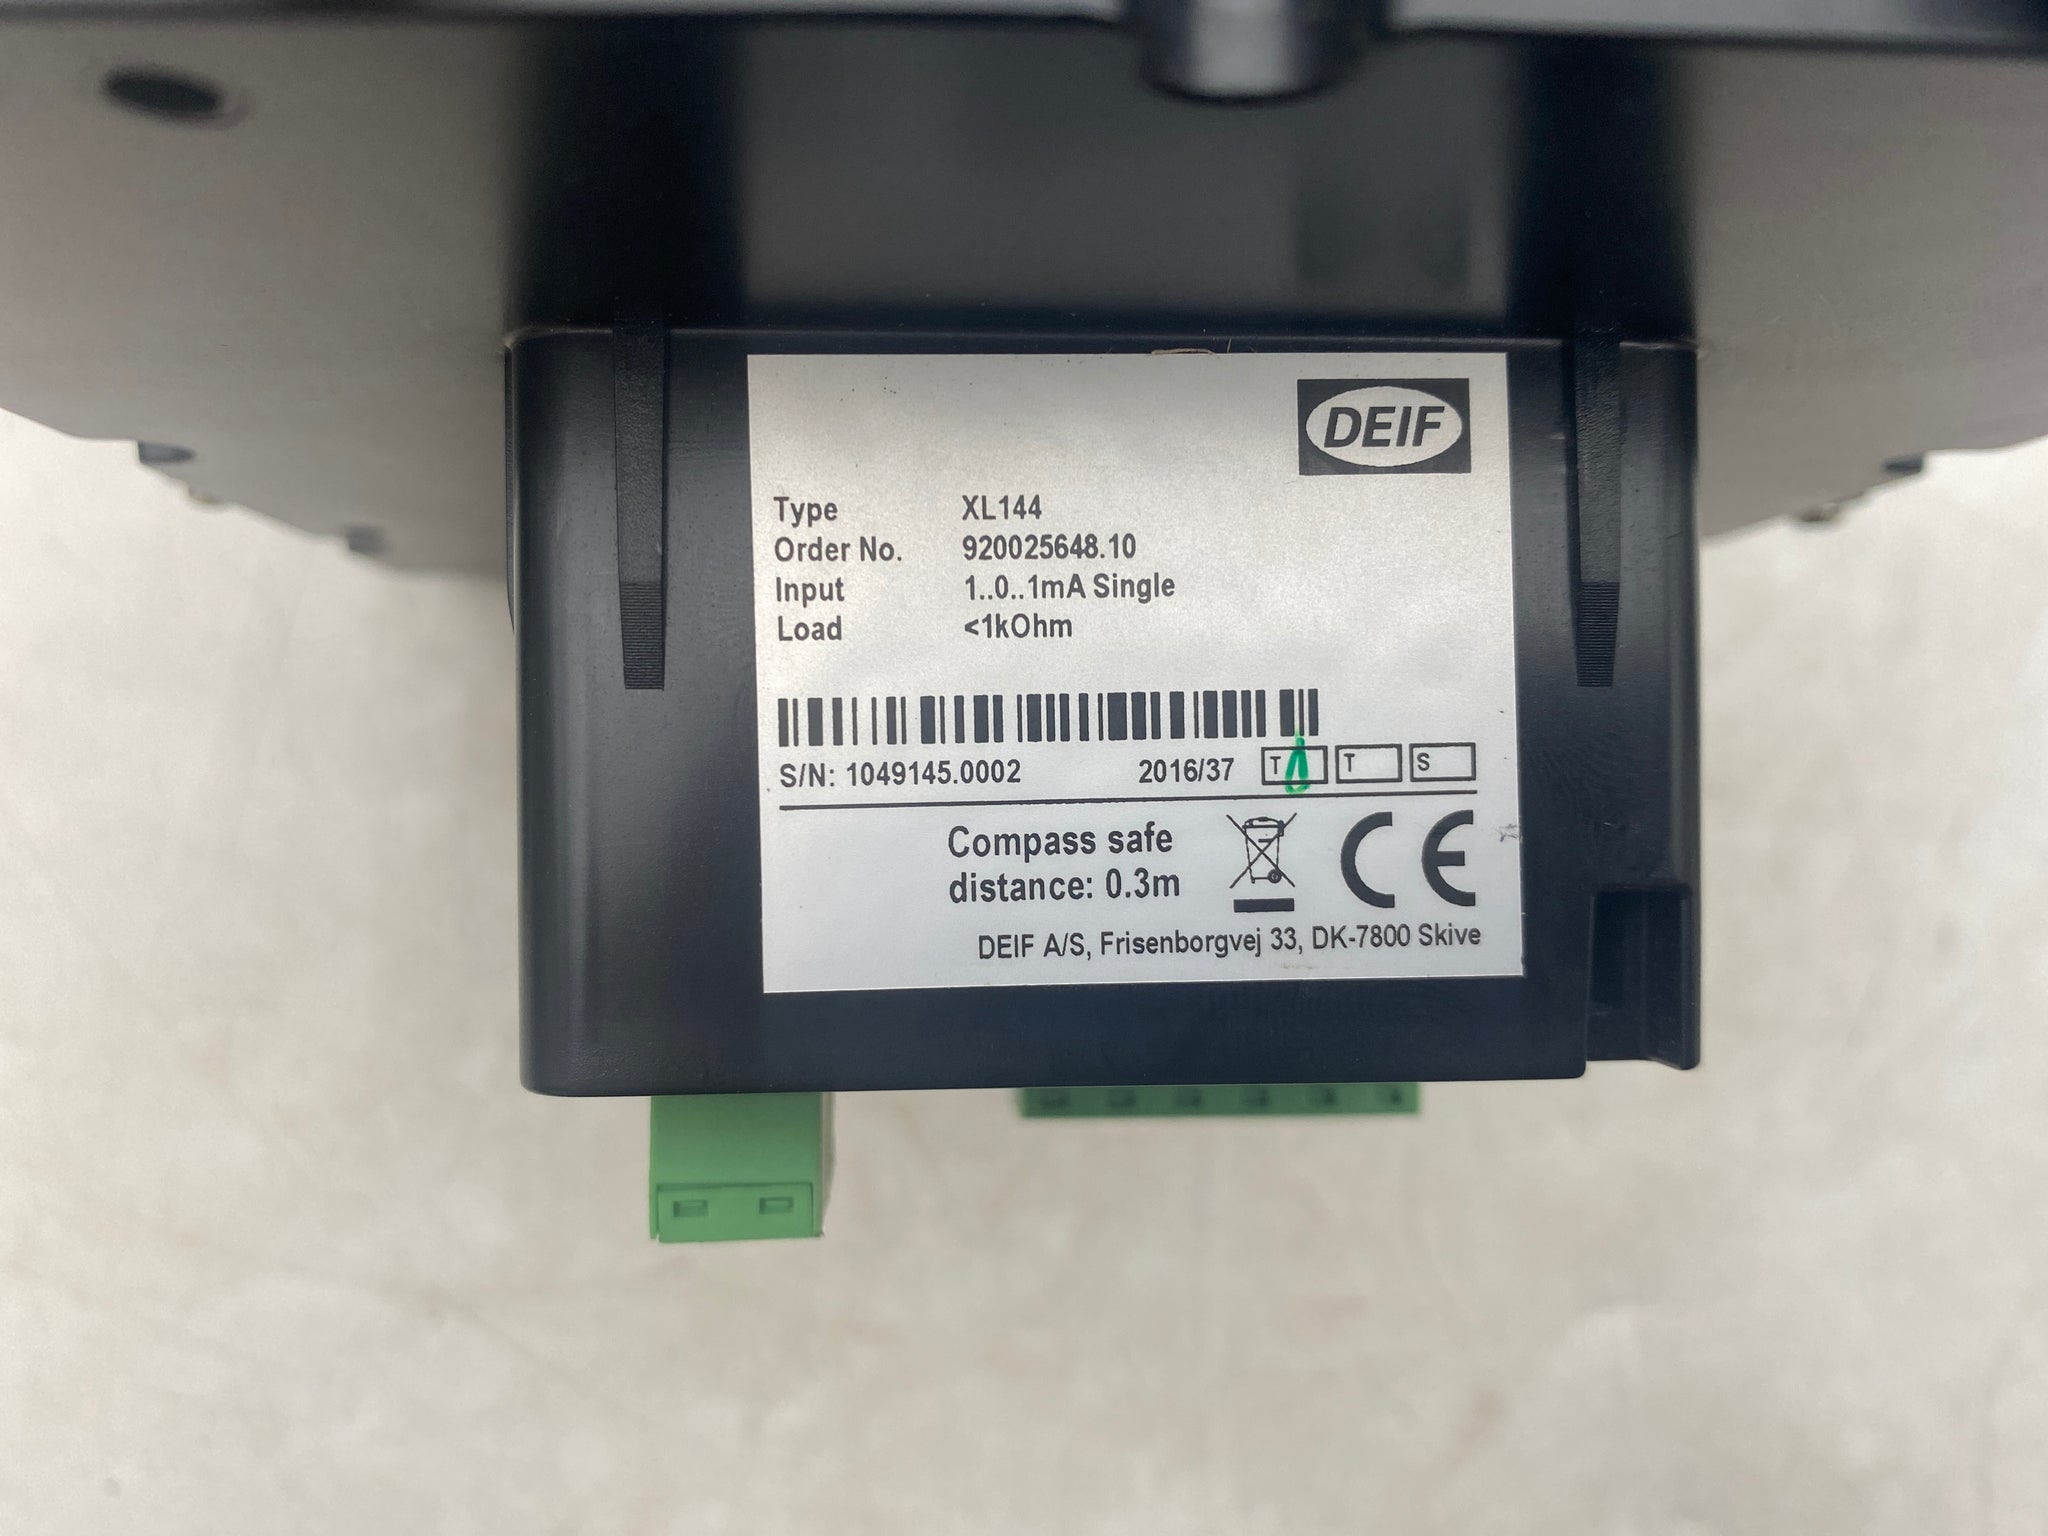 DEIF
Type XL144
Order No. 920025648.10
Input 1..0..1mA Single
Load <1kOhm
S/N: 1049145.0002 2016/37 T T S
Compass safe
distance: 0.3m CE
DEIF A/S, Frisenborgvej 33, DK-7800 Skive